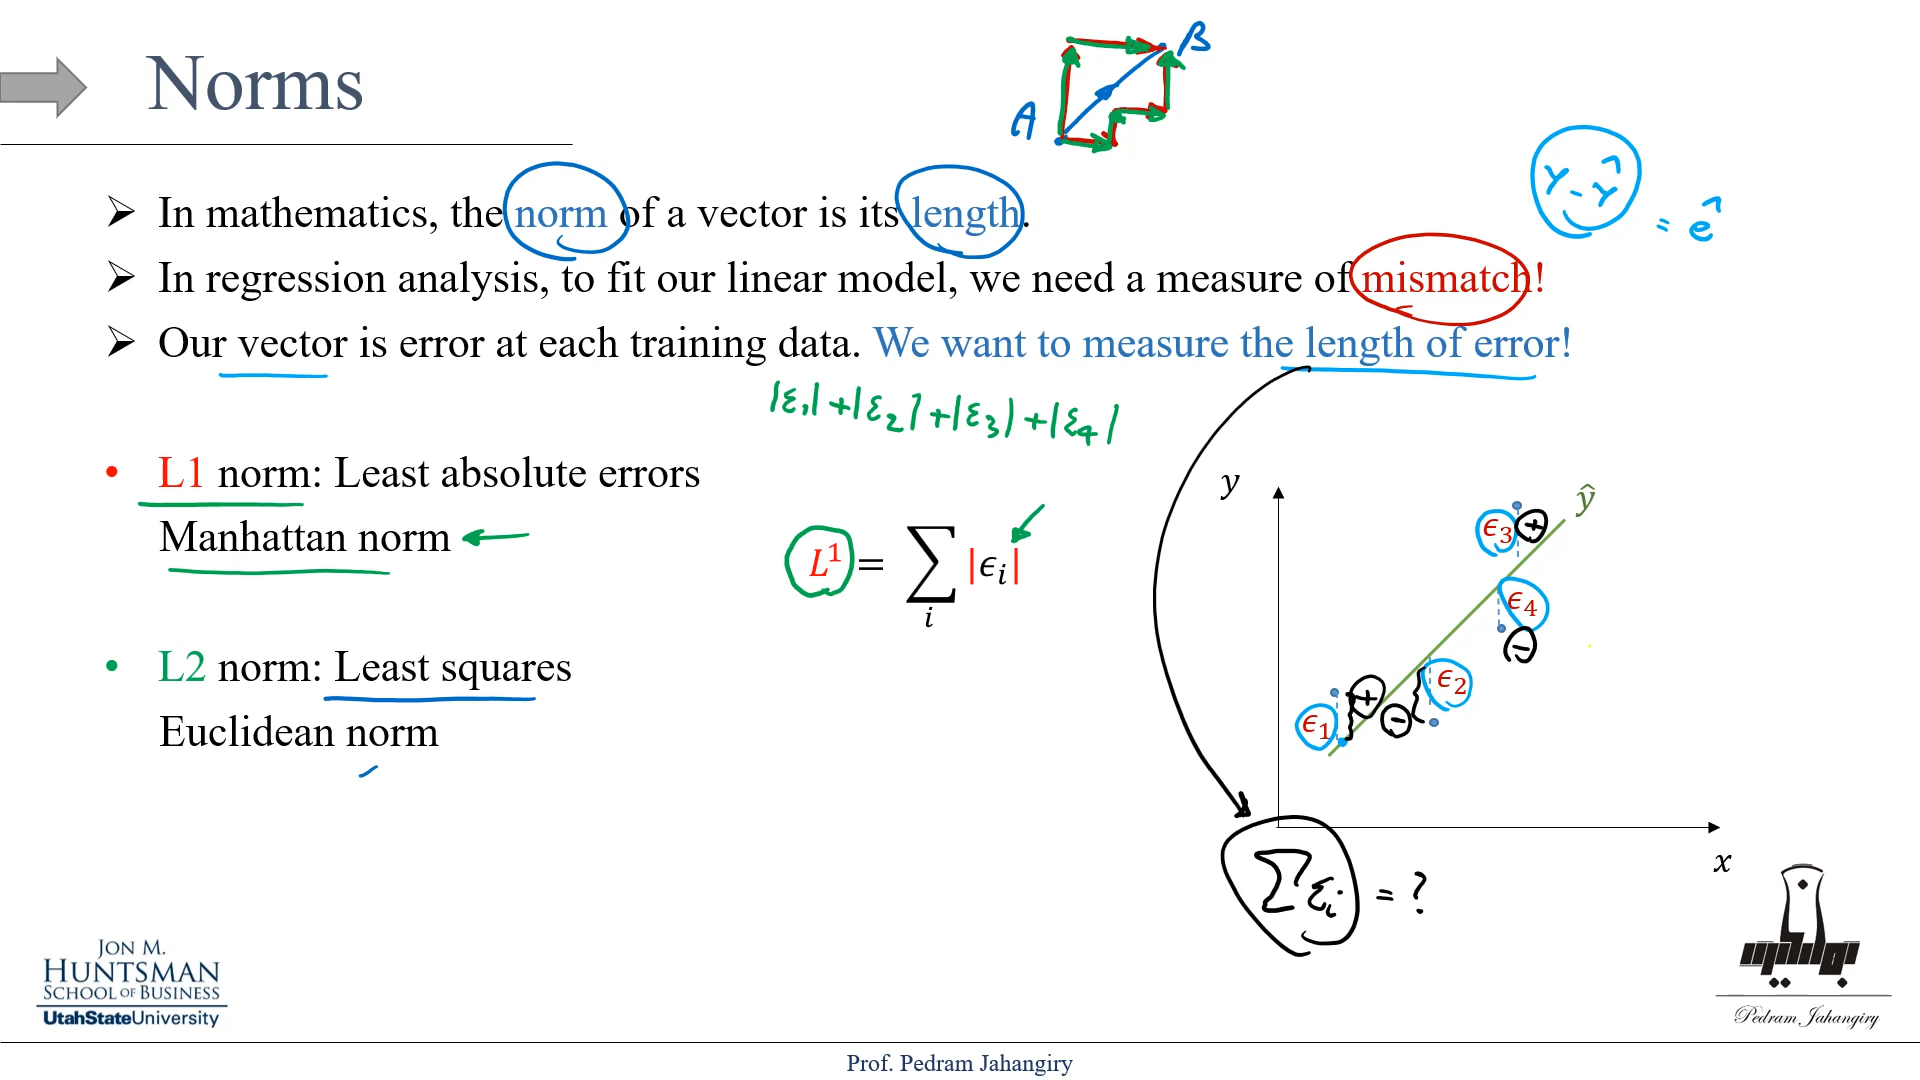 Norms
A
B
➢ In mathematics, the norm of a vector is its length.
y - ŷ
= ê
➢ In regression analysis, to fit our linear model, we need a measure of mismatch!
➢ Our vector is error at each training data. We want to measure the length of error!
|ε₁| + |ε₂| + |ε₃| + |ε₄|
• L1 norm: Least absolute errors
Manhattan norm
L¹ = ∑ᵢ |ϵᵢ|
• L2 norm: Least squares
Euclidean norm
y
ŷ
ϵ₃ +
ϵ₄
-
ϵ₂
+
ϵ₁
-
x
∑εᵢ = ?
JON M.
HUNTSMAN
SCHOOL OF BUSINESS
UtahStateUniversity
Pedram Jahangiry
Prof. Pedram Jahangiry